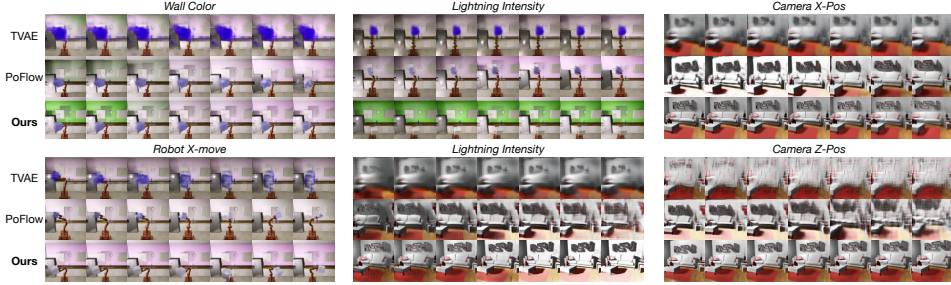 Wall Color
Lightning Intensity
Camera X-Pos
TVAE
PoFlow
Ours
Robot X-move
Lightning Intensity
Camera Z-Pos
TVAE
PoFlow
Ours